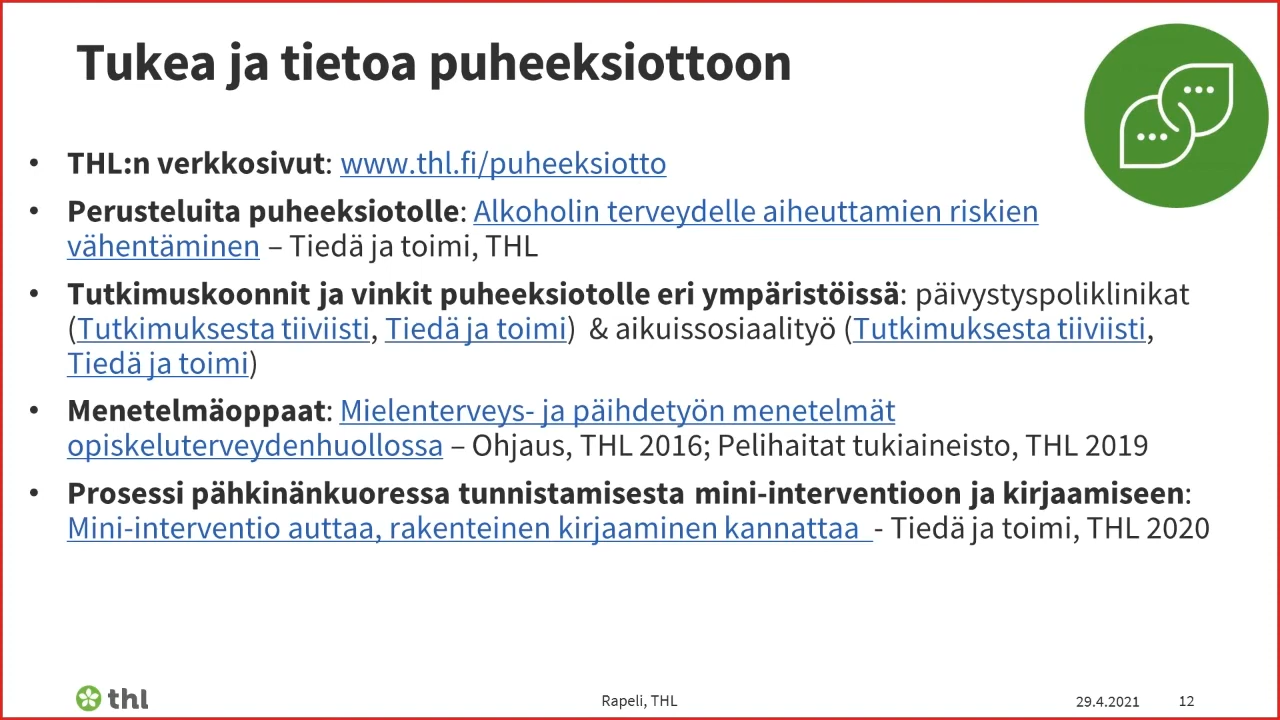 Tukea ja tietoa puheeksiottoon
• THL:n verkkosivut: www.thl.fi/puheeksiotto
• Perusteluita puheeksiotolle: Alkoholin terveydelle aiheuttamien riskien
vähentäminen – Tiedä ja toimi, THL
• Tutkimuskoonnit ja vinkit puheeksiotolle eri ympäristöissä: päivystyspoliklinikat
(Tutkimuksesta tiiviisti, Tiedä ja toimi) & aikuissosiaalityö (Tutkimuksesta tiiviisti,
Tiedä ja toimi)
• Menetelmäoppaat: Mielenterveys- ja päihdetyön menetelmät
opiskeluterveydenhuollossa – Ohjaus, THL 2016; Pelihaitat tukiaineisto, THL 2019
• Prosessi pähkinänkuoressa tunnistamisesta mini-interventioon ja kirjaamiseen:
Mini-interventio auttaa, rakenteinen kirjaaminen kannattaa - Tiedä ja toimi, THL 2020
thl
Rapeli, THL
29.4.2021
12